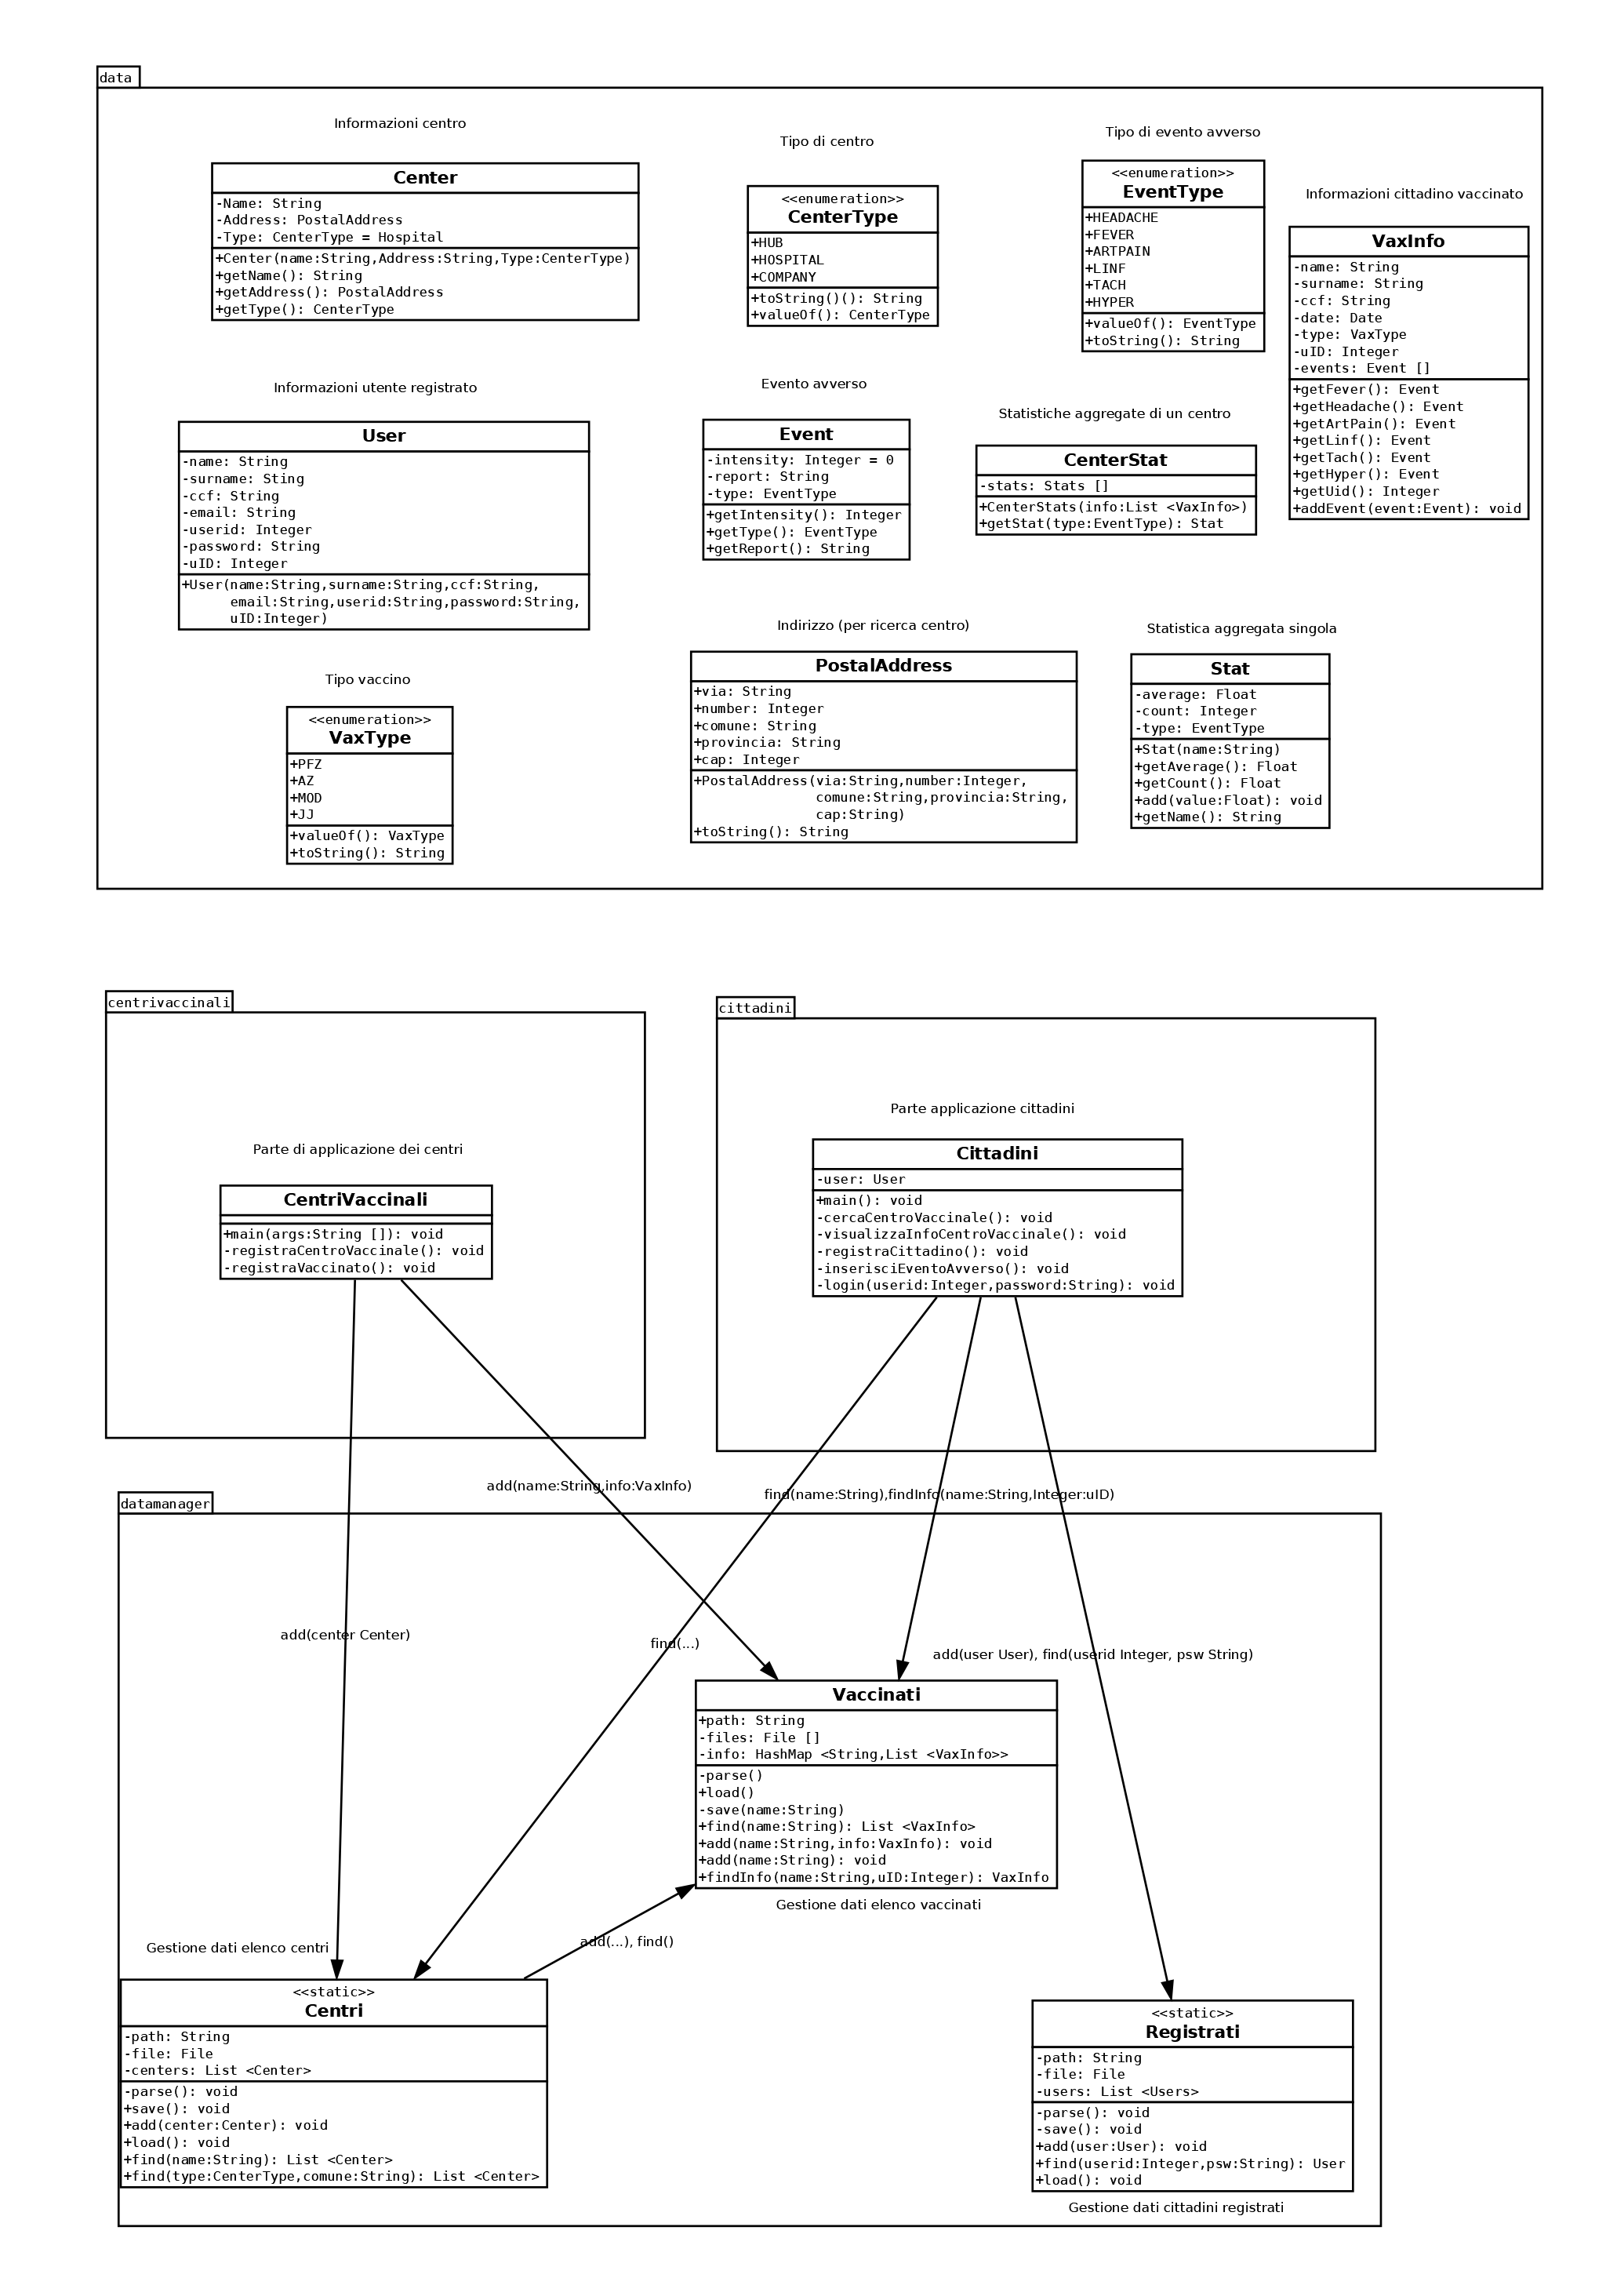 data
Informazioni centro
Center
-Name: String
-Address: PostalAddress
-Type: CenterType = Hospital
+Center(name:String,Address:String,Type:CenterType)
+getName(): String
+getAddress(): PostalAddress
+getType(): CenterType
Tipo di centro
<<enumeration>>
CenterType
+HUB
+HOSPITAL
+COMPANY
+toString()(): String
+valueOf(): CenterType
Tipo di evento avverso
<<enumeration>>
EventType
+HEADACHE
+FEVER
+ARTPAIN
+LINF
+TACH
+HYPER
+valueOf(): EventType
+toString(): String
Informazioni cittadino vaccinato
VaxInfo
-name: String
-surname: String
-ccf: String
-date: Date
-type: VaxType
-uID: Integer
-events: Event []
+getFever(): Event
+getHeadache(): Event
+getArtPain(): Event
+getLinf(): Event
+getTach(): Event
+getHyper(): Event
+getUid(): Integer
+addEvent(event:Event): void
Informazioni utente registrato
User
-name: String
-surname: Sting
-ccf: String
-email: String
-userid: Integer
-password: String
-uID: Integer
+User(name:String,surname:String,ccf:String,
email:String,userid:String,password:String,
uID:Integer)
Evento avverso
Event
-intensity: Integer = 0
-report: String
-type: EventType
+getIntensity(): Integer
+getType(): EventType
+getReport(): String
Statistiche aggregate di un centro
CenterStat
-stats: Stats []
+CenterStats(info:List <VaxInfo>)
+getStat(type:EventType): Stat
Tipo vaccino
<<enumeration>>
VaxType
+PFZ
+AZ
+MOD
+JJ
+valueOf(): VaxType
+toString(): String
Indirizzo (per ricerca centro)
PostalAddress
+via: String
+number: Integer
+comune: String
+provincia: String
+cap: Integer
+PostalAddress(via:String,number:Integer,
comune:String,provincia:String,
cap:String)
+toString(): String
Statistica aggregata singola
Stat
-average: Float
-count: Integer
-type: EventType
+Stat(name:String)
+getAverage(): Float
+getCount(): Float
+add(value:Float): void
+getName(): String
centrivaccinali
Parte di applicazione dei centri
CentriVaccinali
+main(args:String []): void
-registraCentroVaccinale(): void
-registraVaccinato(): void
cittadini
Parte applicazione cittadini
Cittadini
-user: User
+main(): void
-cercaCentroVaccinale(): void
-visualizzaInfoCentroVaccinale(): void
-registraCittadino(): void
-inserisciEventoAvverso(): void
-login(userid:Integer,password:String): void
add(name:String,info:VaxInfo)
find(name:String),findInfo(name:String,Integer:uID)
datamanager
add(center Center)
find(...)
add(user User), find(userid Integer, psw String)
Vaccinati
+path: String
-files: File []
-info: HashMap <String,List <VaxInfo>>
-parse()
+load()
-save(name:String)
+find(name:String): List <VaxInfo>
+add(name:String,info:VaxInfo): void
+add(name:String): void
+findInfo(name:String,uID:Integer): VaxInfo
Gestione dati elenco vaccinati
add(...), find()
Gestione dati elenco centri
<<static>>
Centri
-path: String
-file: File
-centers: List <Center>
-parse(): void
+save(): void
+add(center:Center): void
+load(): void
+find(name:String): List <Center>
+find(type:CenterType,comune:String): List <Center>
<<static>>
Registrati
-path: String
-file: File
-users: List <Users>
-parse(): void
-save(): void
+add(user:User): void
+find(userid:Integer,psw:String): User
+load(): void
Gestione dati cittadini registrati